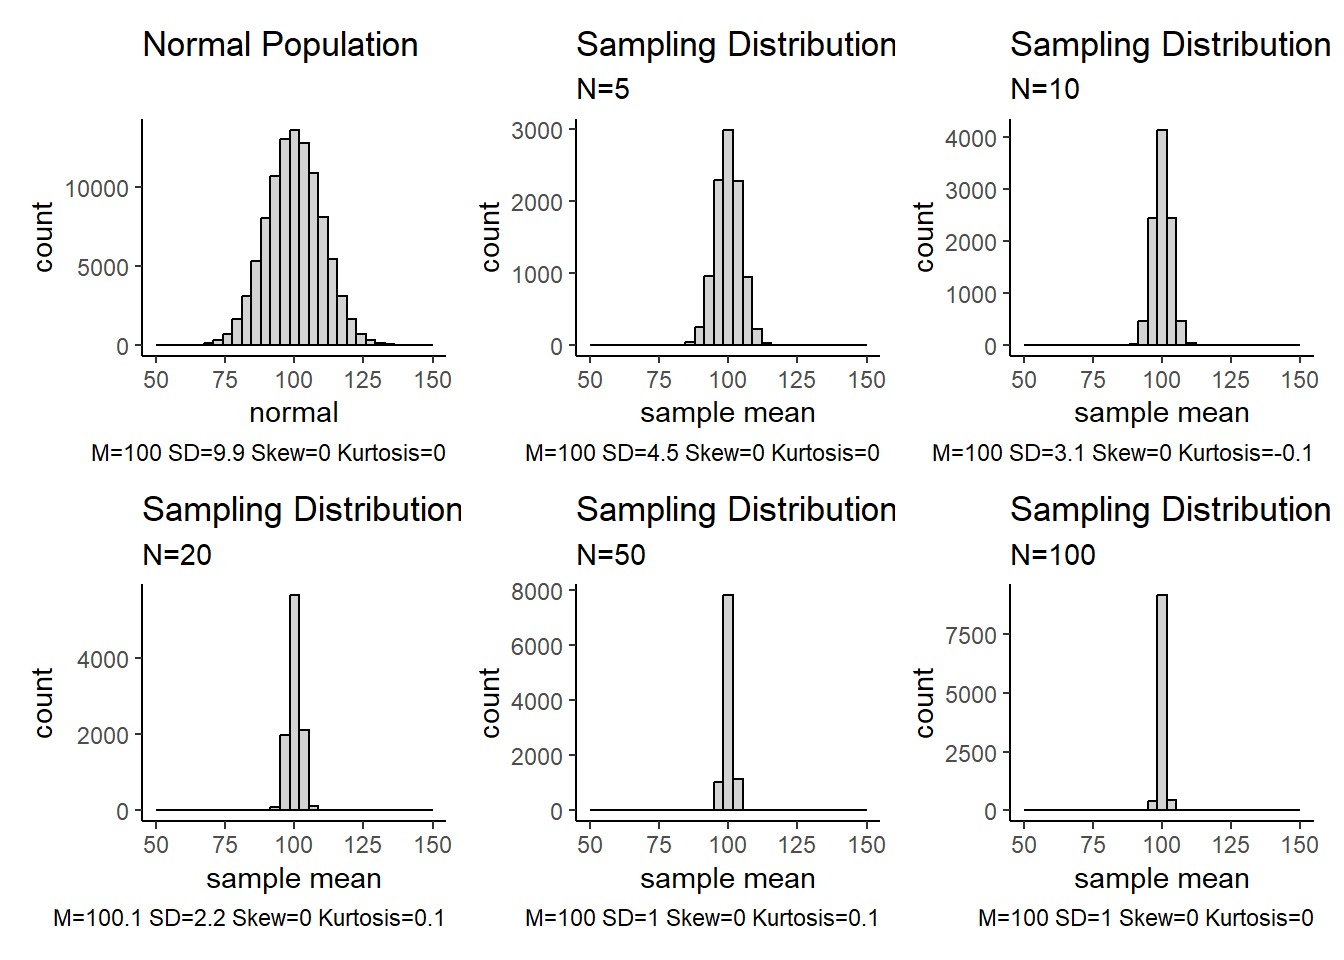 Normal Population
10000
5000
0
count
50 75 100 125 150
normal
M=100 SD=9.9 Skew=0 Kurtosis=0
Sampling Distribution
N=5
3000
2000
1000
0
count
50 75 100 125 150
sample mean
M=100 SD=4.5 Skew=0 Kurtosis=0
Sampling Distribution
N=10
4000
3000
2000
1000
0
count
50 75 100 125 150
sample mean
M=100 SD=3.1 Skew=0 Kurtosis=-0.1
Sampling Distribution
N=20
4000
2000
0
count
50 75 100 125 150
sample mean
M=100.1 SD=2.2 Skew=0 Kurtosis=0.1
Sampling Distribution
N=50
8000
6000
4000
2000
0
count
50 75 100 125 150
sample mean
M=100 SD=1 Skew=0 Kurtosis=0.1
Sampling Distribution
N=100
7500
5000
2500
0
count
50 75 100 125 150
sample mean
M=100 SD=1 Skew=0 Kurtosis=0